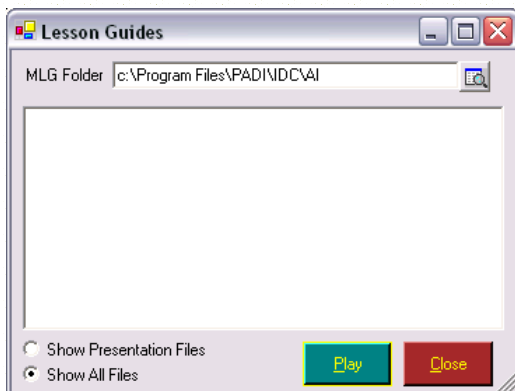 Lesson Guides
MLG Folder c:\Program Files\PADI\IDC\AI
Show Presentation Files
Show All Files
Play Close